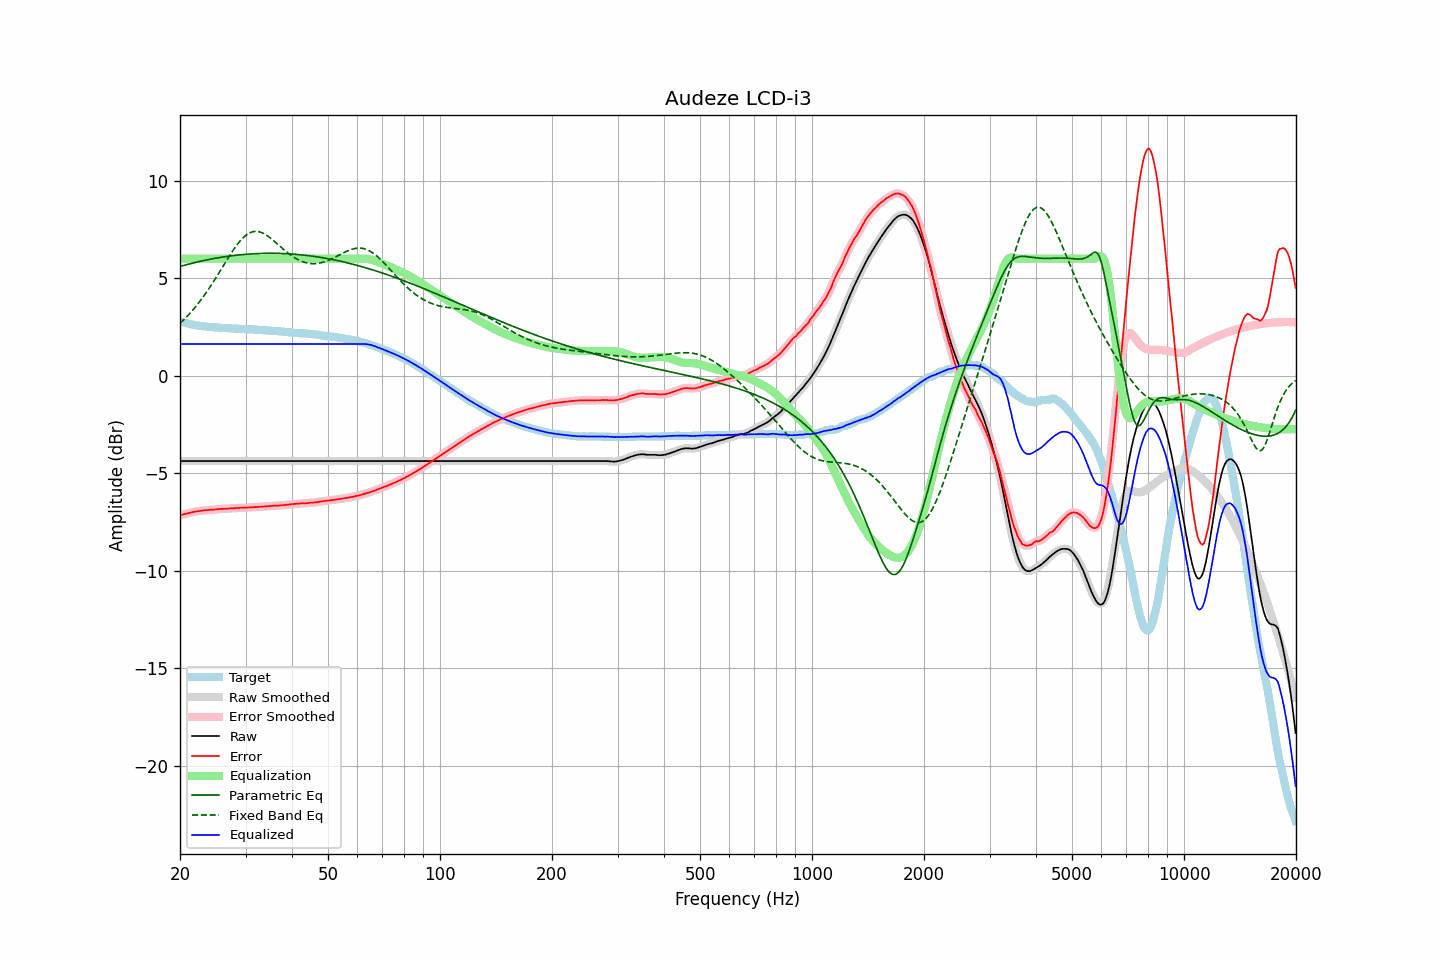 Audeze LCD-i3
10
5
0
−5
−10
−15
−20
Amplitude (dBr)
Target
Raw Smoothed
Error Smoothed
Raw
Error
Equalization
Parametric Eq
Fixed Band Eq
Equalized
20 50 100 200 500 1000 2000 5000 10000 20000
Frequency (Hz)